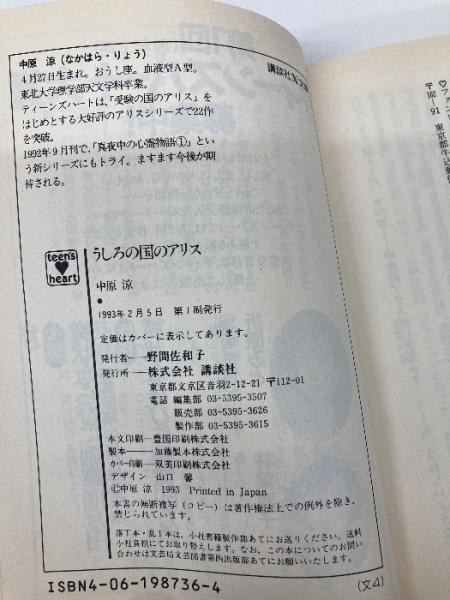 中原 涼(なかはら・りょう)
4月27日生まれ。おうし座。血液型A型。
東北大学理学部天文学科卒業。
ティーンズハートは、「受験の国のアリス」を
はじめとする大好評のアリスシリーズで22作
を突破。
1992年9月刊で、「真夜中の心霊物語①」とい
う新シリーズにもトライ。ますます今後が期
待される。
teen's
heart
うしろの国のアリス
中原 涼
●
1993年2月5日 第1刷発行
定価はカバーに表示してあります。
発行者―野間佐和子
発行所―株式会社 講談社
東京都文京区音羽2-12-21 〒112-01
電話 編集部 03-5395-3507
販売部 03-5395-3626
製作部 03-5395-3615
本文印刷―豊国印刷株式会社
製本―加藤製本株式会社
カバー印刷―双美印刷株式会社
デザイン―山口 馨
©中原 涼 1993 Printed in Japan
本書の無断複写(コピー)は著作権法上での例外を除き、
禁じられています。
落丁本・乱丁本は、小社書籍製作部あてにお送りください。送料
小社負担にてお取り替えします。なお、この本についてのお問い
合わせは文芸局文芸図書第四出版部あてにお願いいたします。
ISBN4-06-198736-4
(文4)
講談社X文庫
♡ファンレ
〒112-91 東京都牛込郵便